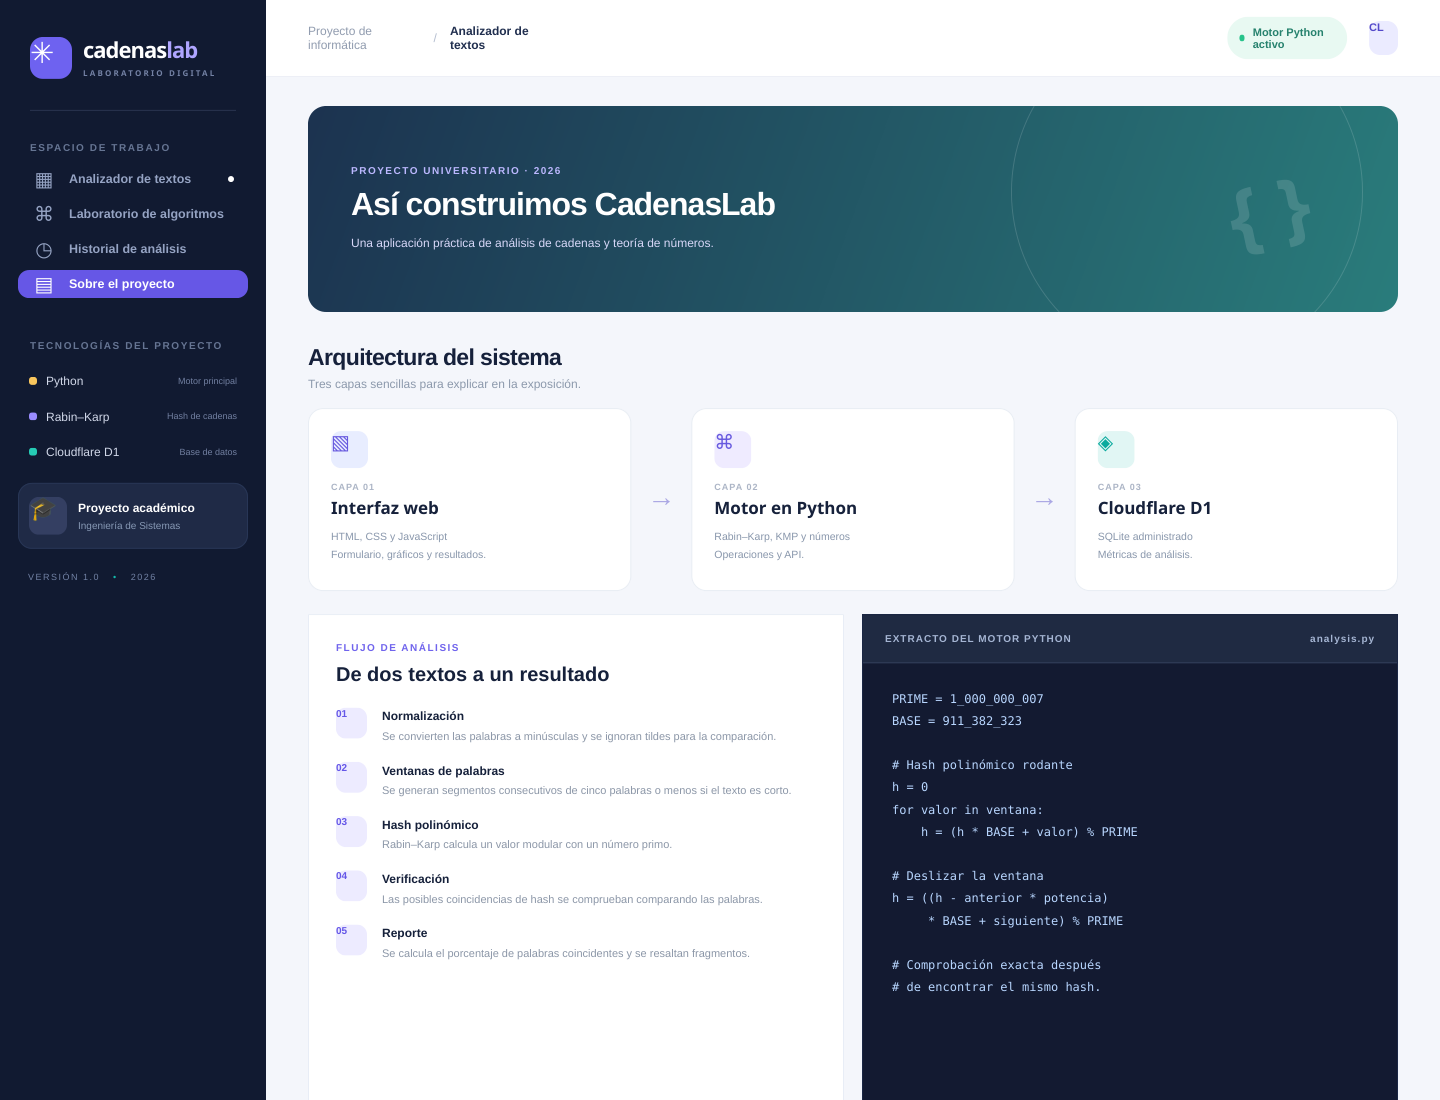 cadenaslab
LABORATORIO DIGITAL
ESPACIO DE TRABAJO
Analizador de textos
Laboratorio de algoritmos
Historial de análisis
Sobre el proyecto
TECNOLOGÍAS DEL PROYECTO
Python Motor principal
Rabin–Karp Hash de cadenas
Cloudflare D1 Base de datos
Proyecto académico
Ingeniería de Sistemas
VERSIÓN 1.0 • 2026
Proyecto de
informática
/
Analizador de
textos
Motor Python
activo
CL
PROYECTO UNIVERSITARIO · 2026
Así construimos CadenasLab
Una aplicación práctica de análisis de cadenas y teoría de números.
{ }
Arquitectura del sistema
Tres capas sencillas para explicar en la exposición.
CAPA 01
Interfaz web
HTML, CSS y JavaScript
Formulario, gráficos y resultados.
→
CAPA 02
Motor en Python
Rabin–Karp, KMP y números
Operaciones y API.
→
CAPA 03
Cloudflare D1
SQLite administrado
Métricas de análisis.
FLUJO DE ANÁLISIS
De dos textos a un resultado
01
Normalización
Se convierten las palabras a minúsculas y se ignoran tildes para la comparación.
02
Ventanas de palabras
Se generan segmentos consecutivos de cinco palabras o menos si el texto es corto.
03
Hash polinómico
Rabin–Karp calcula un valor modular con un número primo.
04
Verificación
Las posibles coincidencias de hash se comprueban comparando las palabras.
05
Reporte
Se calcula el porcentaje de palabras coincidentes y se resaltan fragmentos.
EXTRACTO DEL MOTOR PYTHON analysis.py
PRIME = 1_000_000_007
BASE = 911_382_323
# Hash polinómico rodante
h = 0
for valor in ventana:
    h = (h * BASE + valor) % PRIME
# Deslizar la ventana
h = ((h - anterior * potencia)
     * BASE + siguiente) % PRIME
# Comprobación exacta después
# de encontrar el mismo hash.